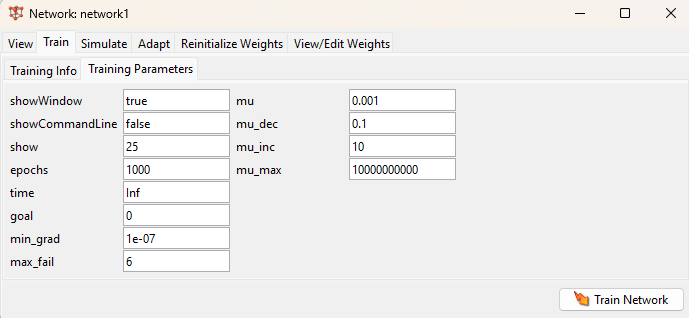 Network: network1
View Train Simulate Adapt Reinitialize Weights View/Edit Weights
Training Info Training Parameters
showWindow true mu 0.001
showCommandLine false mu_dec 0.1
show 25 mu_inc 10
epochs 1000 mu_max 10000000000
time Inf
goal 0
min_grad 1e-07
max_fail 6
Train Network